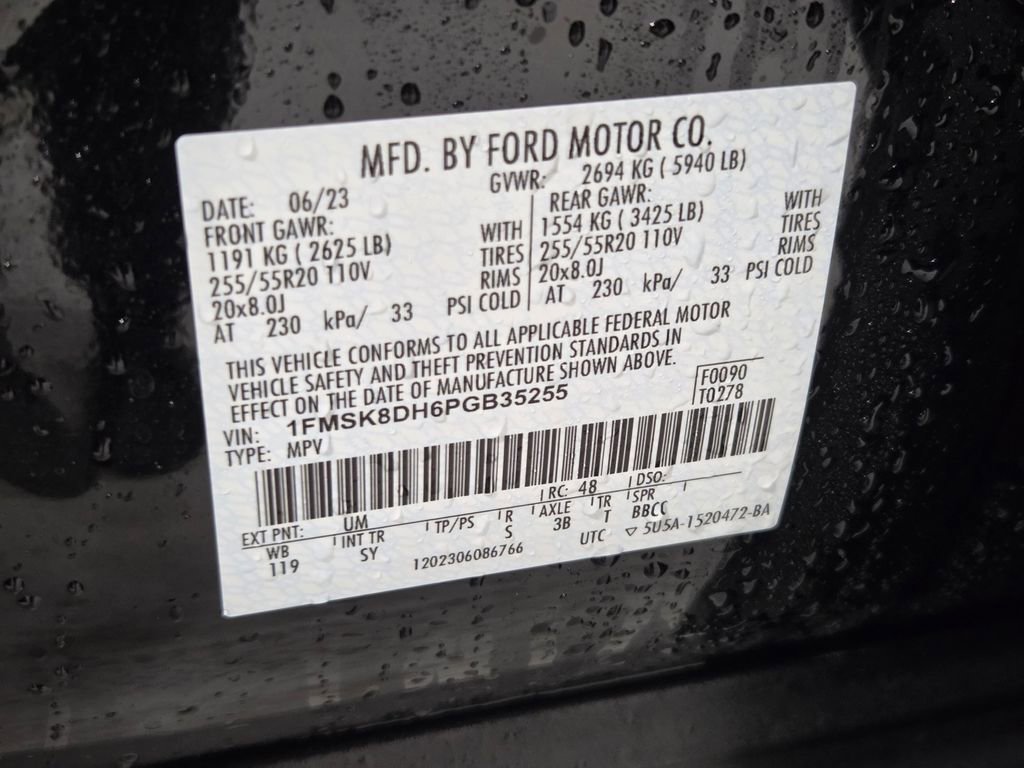 MFD. BY FORD MOTOR CO.
DATE: 06/23 GVWR: 2694 KG ( 5940 LB)
FRONT GAWR: REAR GAWR:
1191 KG ( 2625 LB) WITH 1554 KG ( 3425 LB) WITH
255/55R20 110V TIRES 255/55R20 110V TIRES
20x8.0J RIMS 20x8.0J RIMS
AT 230 kPa/ 33 PSI COLD AT 230 kPa/ 33 PSI COLD
THIS VEHICLE CONFORMS TO ALL APPLICABLE FEDERAL MOTOR
VEHICLE SAFETY AND THEFT PREVENTION STANDARDS IN
EFFECT ON THE DATE OF MANUFACTURE SHOWN ABOVE.
VIN: 1FMSK8DH6PGB35255 F0090
TYPE: MPV T0278
EXT PNT: UM RC: 48 DSO:
WB INT TR TP/PS R AXLE TR SPR
119 SY S 3B T BBCC
1202306086766 UTC ▽ 5U5A-1520472-BA